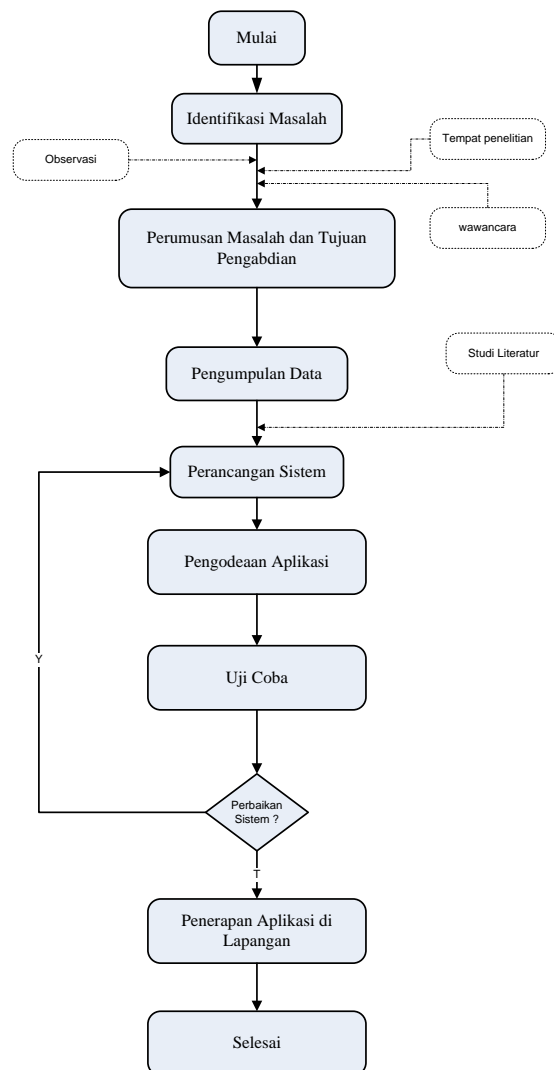 Mulai
Identifikasi Masalah
Observasi
Tempat penelitian
wawancara
Perumusan Masalah dan Tujuan
Pengabdian
Studi Literatur
Pengumpulan Data
Perancangan Sistem
Pengodeaan Aplikasi
Y
Uji Coba
Perbaikan
Sistem ?
T
Penerapan Aplikasi di
Lapangan
Selesai